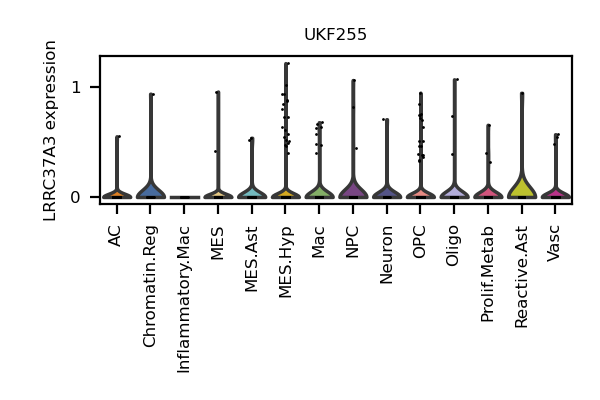 UKF255
LRRC37A3 expression
1
0
AC
Chromatin.Reg
Inflammatory.Mac
MES
MES.Ast
MES.Hyp
Mac
NPC
Neuron
OPC
Oligo
Prolif.Metab
Reactive.Ast
Vasc